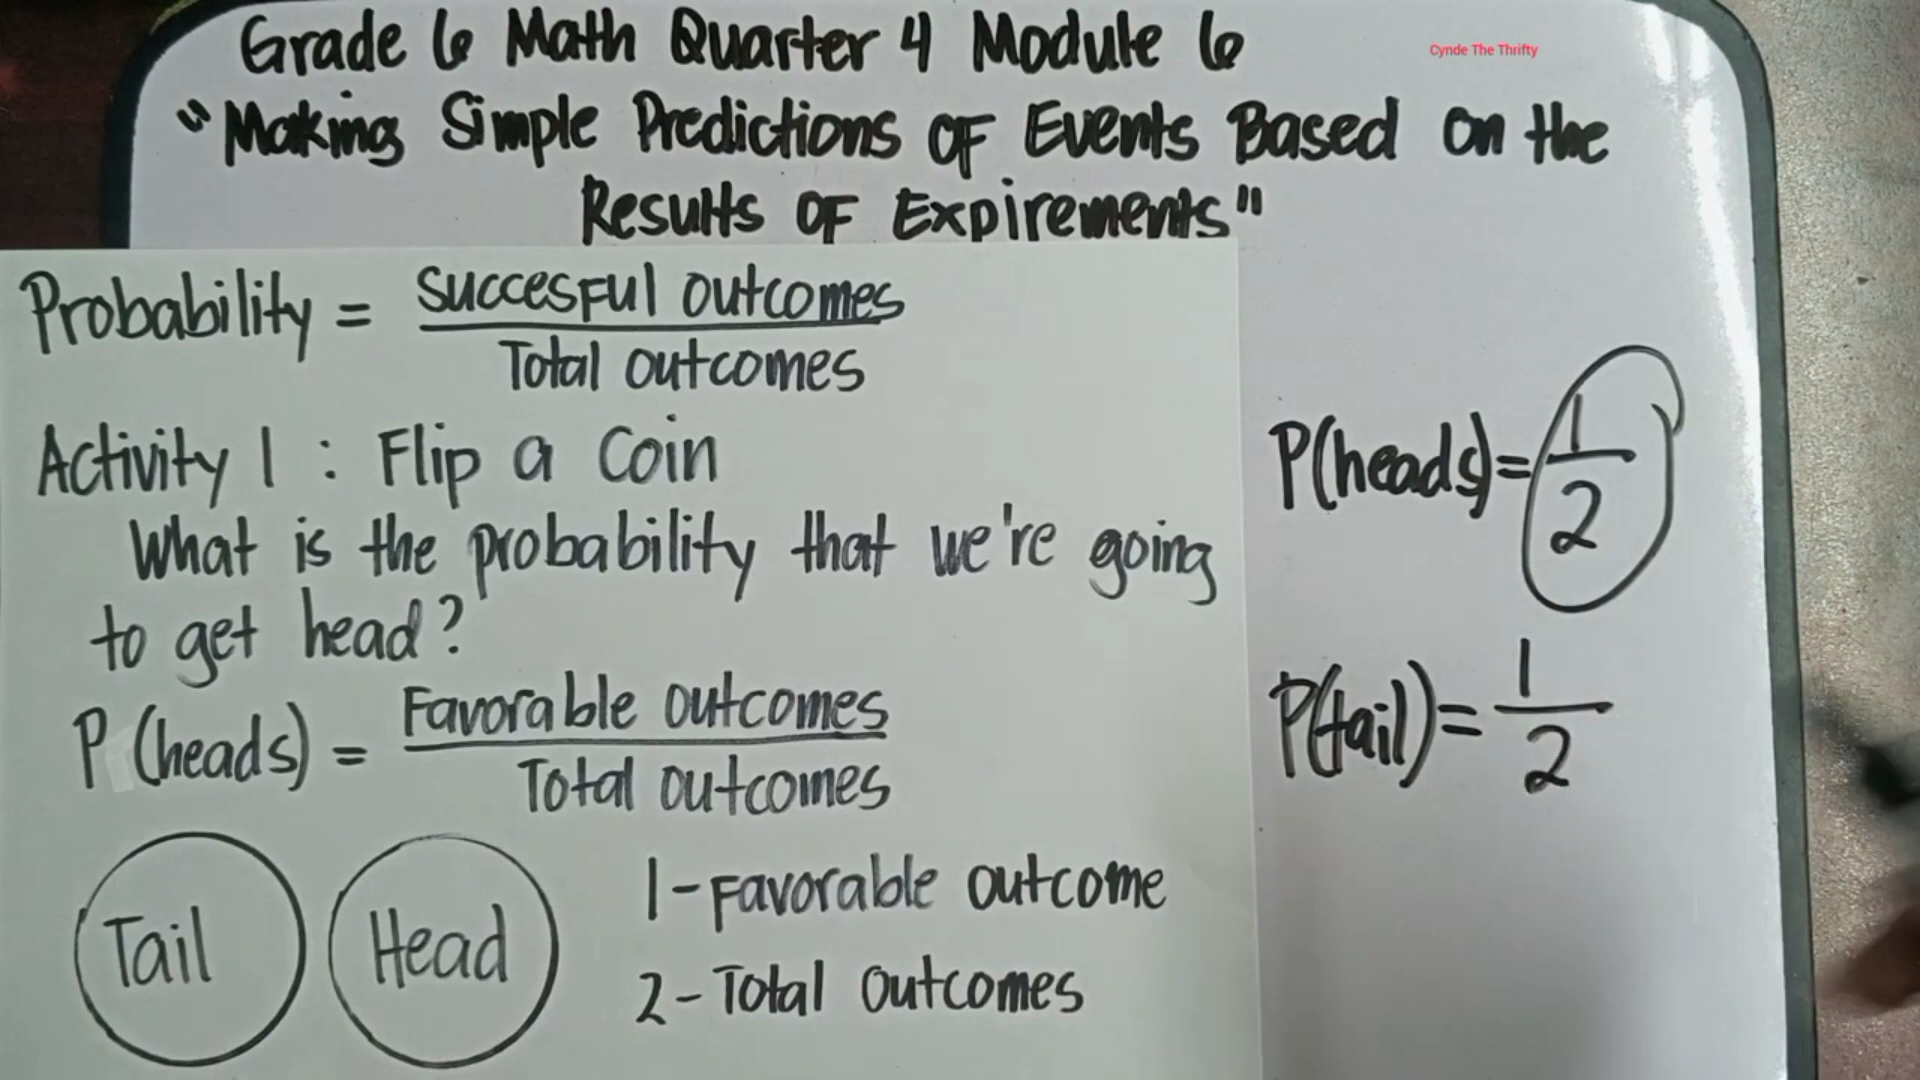 Grade 6 Math Quarter 4 Module 6
Cynde The Thrifty
"Making Simple Predictions OF Events Based on the
Results OF Expirements"
Probability = Succesful outcomes
Total outcomes
Activity 1 : Flip a Coin
What is the probability that we're going
to get head?
P (heads) = Favorable outcomes
Total outcomes
Tail
Head
1 - Favorable outcome
2 - Total outcomes
P(heads) = 1
2
P(tail) = 1
2